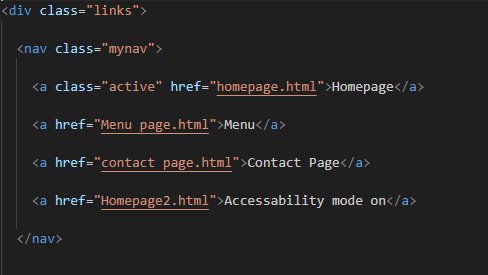 <div class="links">
<nav class="mynav">
<a class="active" href="homepage.html">Homepage</a>
<a href="Menu page.html">Menu</a>
<a href="contact page.html">Contact Page</a>
<a href="Homepage2.html">Accessability mode on</a>
</nav>